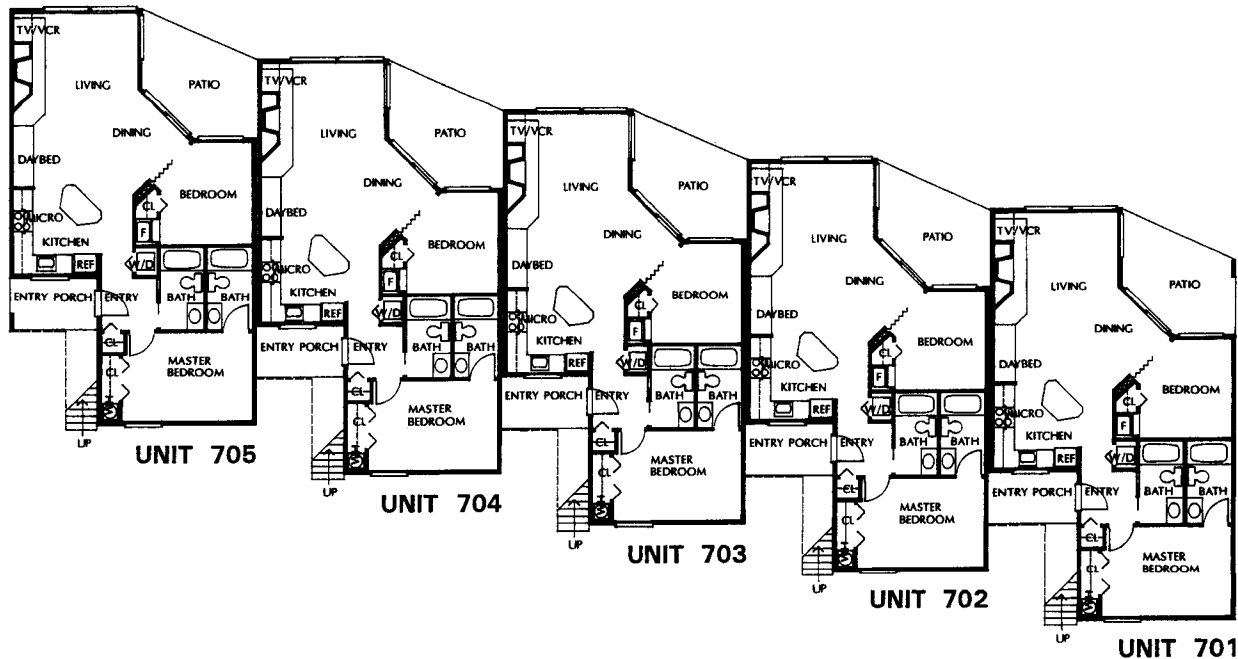 TV/VCR
LIVING
PATIO
DINING
DAYBED
BEDROOM
CL
MICRO
F
KITCHEN
REF
W/D
ENTRY PORCH
ENTRY
BATH
BATH
CL
MASTER
BEDROOM
CL
UP
UNIT 705
TV/VCR
LIVING
PATIO
DINING
DAYBED
BEDROOM
CL
MICRO
F
KITCHEN
REF
W/D
ENTRY PORCH
ENTRY
BATH
BATH
CL
MASTER
BEDROOM
CL
UP
UNIT 704
TV/VCR
LIVING
PATIO
DINING
DAYBED
BEDROOM
CL
MICRO
F
KITCHEN
REF
W/D
ENTRY PORCH
ENTRY
BATH
BATH
CL
MASTER
BEDROOM
CL
UP
UNIT 703
TV/VCR
LIVING
PATIO
DINING
DAYBED
BEDROOM
CL
MICRO
F
KITCHEN
REF
W/D
ENTRY PORCH
ENTRY
BATH
BATH
CL
MASTER
BEDROOM
CL
UP
UNIT 702
TV/VCR
LIVING
PATIO
DINING
DAYBED
BEDROOM
CL
MICRO
F
KITCHEN
REF
W/D
ENTRY PORCH
ENTRY
BATH
BATH
CL
MASTER
BEDROOM
CL
UP
UNIT 701